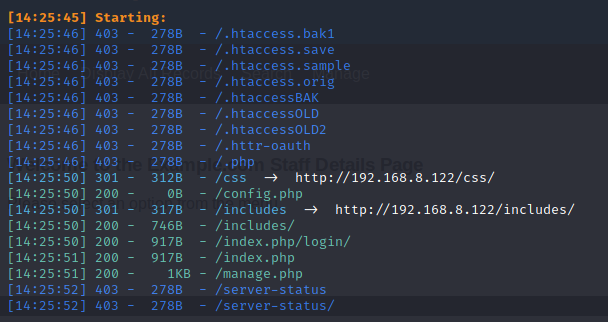 [14:25:45] Starting:
[14:25:46] 403 -  278B  - /.htaccess.bak1
[14:25:46] 403 -  278B  - /.htaccess.save
[14:25:46] 403 -  278B  - /.htaccess.sample
[14:25:46] 403 -  278B  - /.htaccess.orig
[14:25:46] 403 -  278B  - /.htaccessBAK
[14:25:46] 403 -  278B  - /.htaccessOLD
[14:25:46] 403 -  278B  - /.htaccessOLD2
[14:25:46] 403 -  278B  - /.httr-oauth
[14:25:46] 403 -  278B  - /.php
[14:25:50] 301 -  312B  - /css  ->  http://192.168.8.122/css/
[14:25:50] 200 -    0B  - /config.php
[14:25:50] 301 -  317B  - /includes  ->  http://192.168.8.122/includes/
[14:25:50] 200 -  746B  - /includes/
[14:25:50] 200 -  917B  - /index.php/login/
[14:25:51] 200 -  917B  - /index.php
[14:25:51] 200 -    1KB - /manage.php
[14:25:52] 403 -  278B  - /server-status
[14:25:52] 403 -  278B  - /server-status/